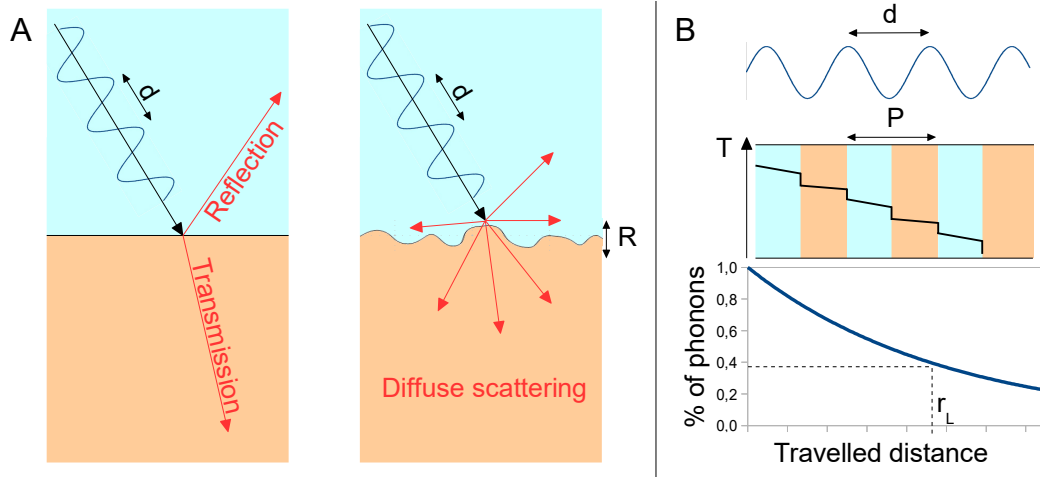 A
d
Reflection
Transmission
d
R
Diffuse scattering
B
d
P
T
1,0
0,8
0,6
0,4
0,2
0.0
% of phonons
r_L
Travelled distance